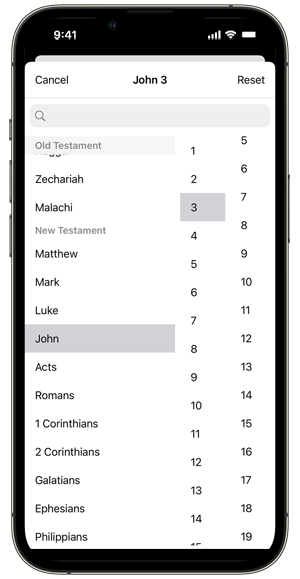 9:41
Cancel John 3 Reset
Old Testament
Zechariah
Malachi
New Testament
Matthew
Mark
Luke
John
Acts
Romans
1 Corinthians
2 Corinthians
Galatians
Ephesians
Philippians
1
2
3
4
5
6
7
8
9
10
11
12
13
14
15
5
6
7
8
9
10
11
12
13
14
15
16
17
18
19